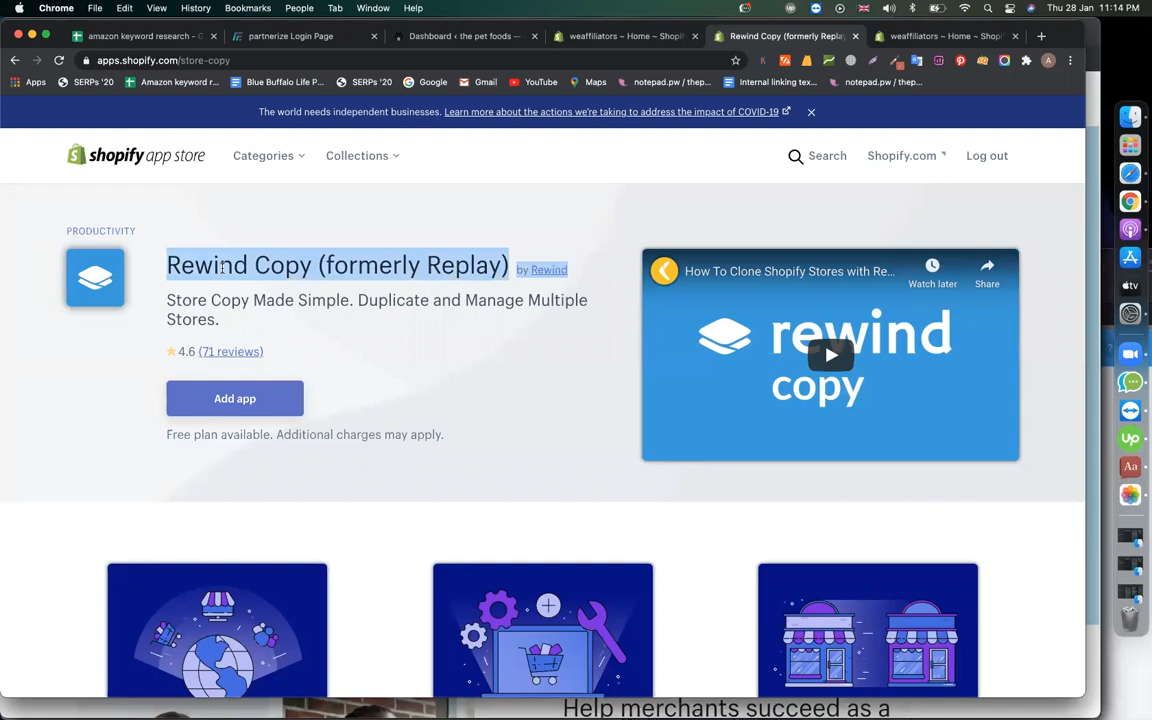 Chrome File Edit View History Bookmarks People Tab Window Help Thu 28 Jan 11:14 PM
amazon keyword research - G partnerize Login Page Dashboard ‹ the pet foods — weaffiliators ~ Home ~ Shopif Rewind Copy (formerly Replay weaffiliators ~ Home ~ Shopif
apps.shopify.com/store-copy
Apps SERPs '20 Amazon keyword r... Blue Buffalo Life P... SERPs '20 Google Gmail YouTube Maps notepad.pw / thep... Internal linking tex... notepad.pw / thep...
The world needs independent businesses. Learn more about the actions we're taking to address the impact of COVID-19
shopify app store Categories Collections Search Shopify.com Log out
PRODUCTIVITY
Rewind Copy (formerly Replay) by Rewind
Store Copy Made Simple. Duplicate and Manage Multiple
Stores.
4.6 (71 reviews)
Add app
Free plan available. Additional charges may apply.
How To Clone Shopify Stores with Re...
Watch later Share
rewind
copy
Help merchants succeed as a
tv
Up
Aa